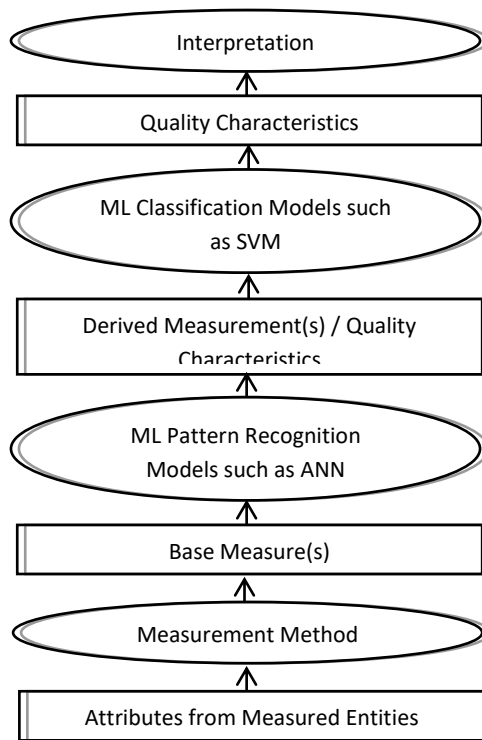 Interpretation
Quality Characteristics
ML Classification Models such
as SVM
Derived Measurement(s) / Quality
Characteristics
ML Pattern Recognition
Models such as ANN
Base Measure(s)
Measurement Method
Attributes from Measured Entities